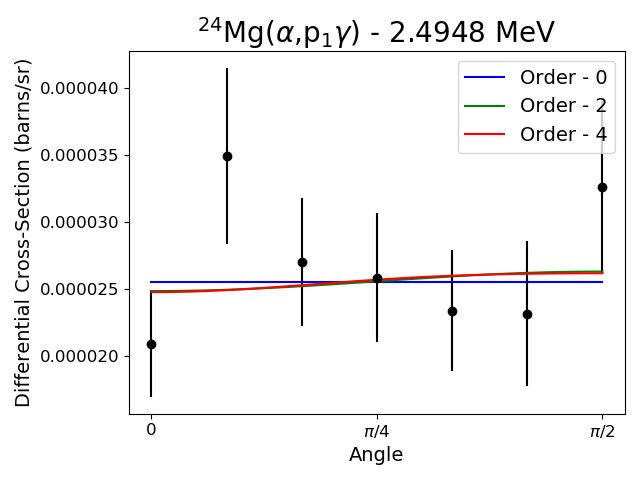 ²⁴Mg(α,p₁γ) - 2.4948 MeV
Differential Cross-Section (barns/sr)
0.000040
0.000035
0.000030
0.000025
0.000020
Order - 0
Order - 2
Order - 4
0
π/4
π/2
Angle